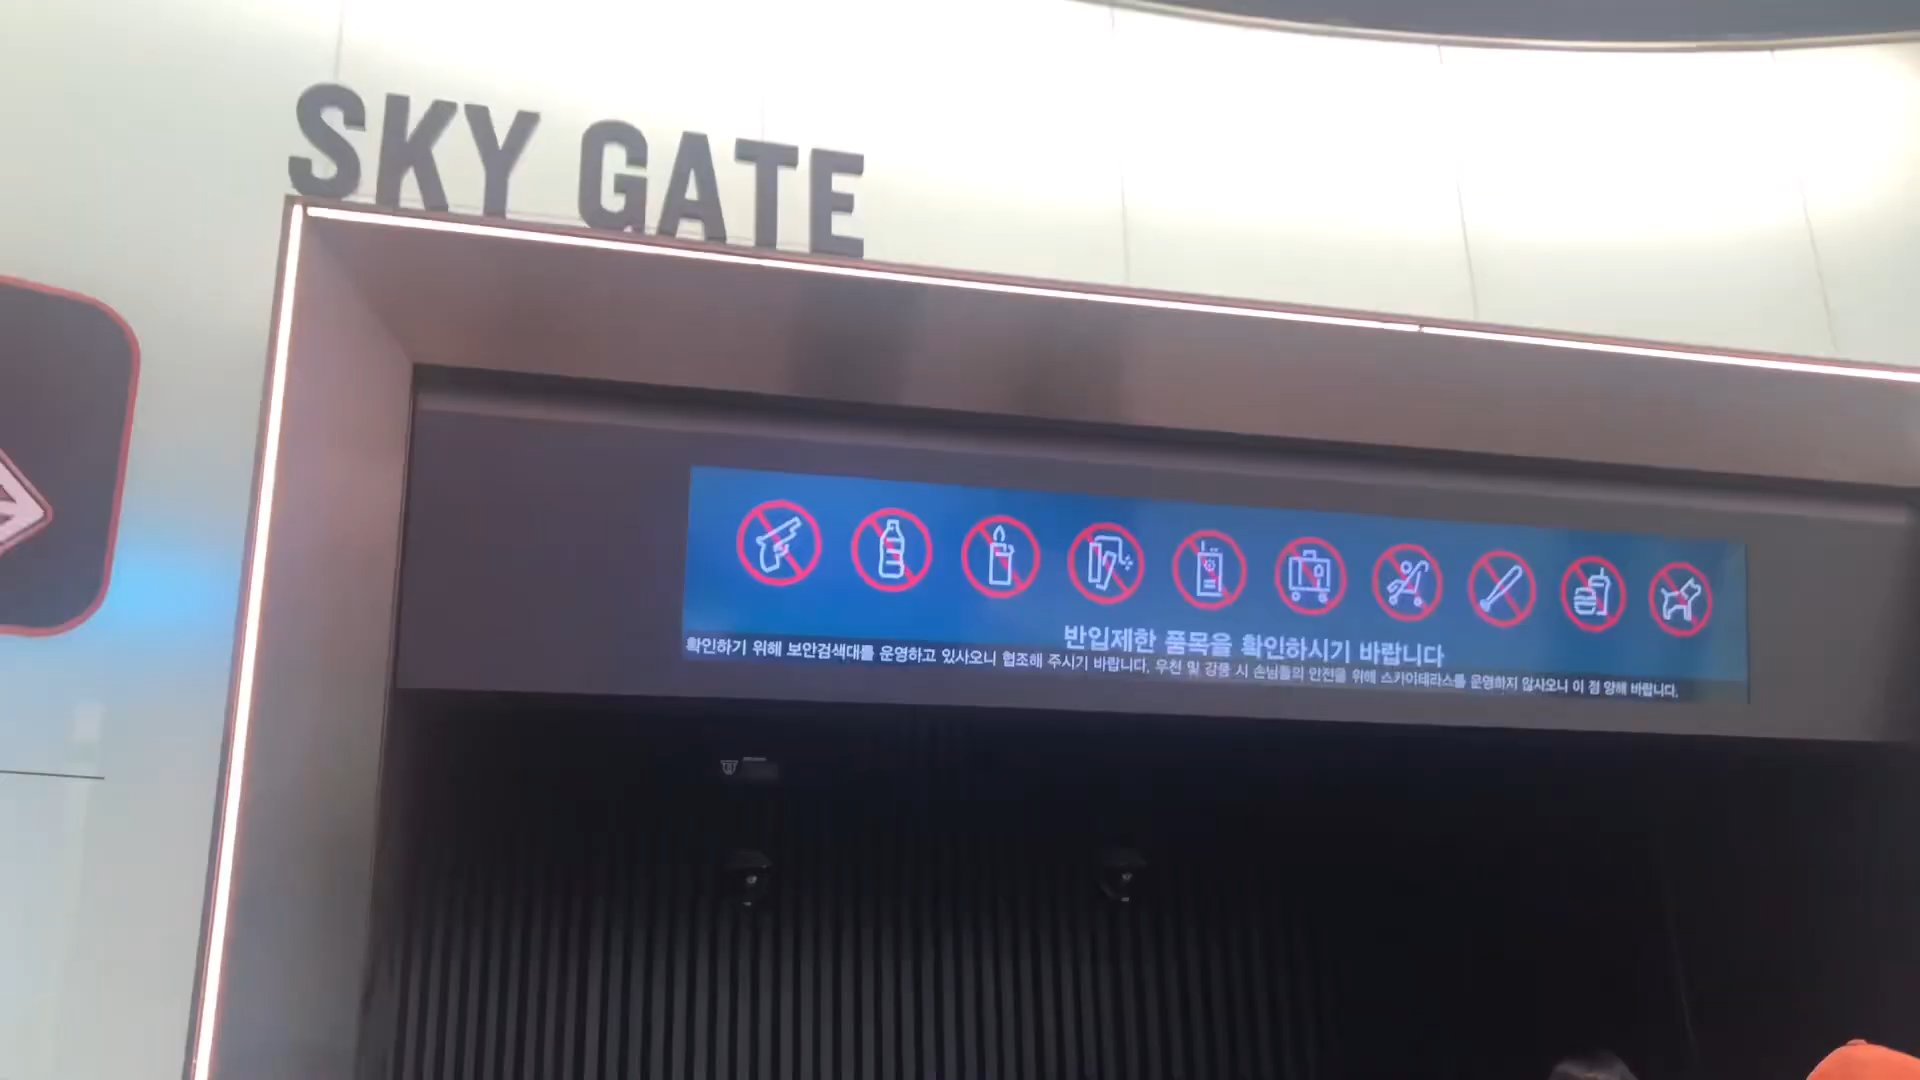 SKY GATE
반입제한 품목을 확인하시기 바랍니다
확인하기 위해 보안검색대를 운영하고 있사오니 협조해 주시기 바랍니다. 우천 및 강풍 시 손님들의 안전을 위해 스카이테라스를 운영하지 않사오니 이 점 양해 바랍니다.